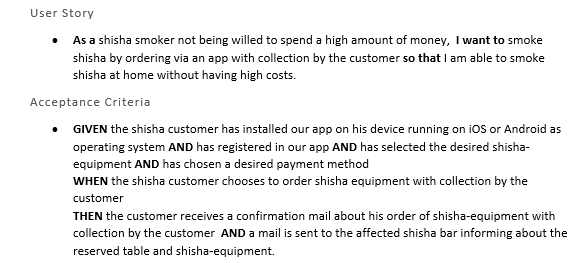 User Story
• As a shisha smoker not being willed to spend a high amount of money,  I want to smoke
shisha by ordering via an app with collection by the customer so that I am able to smoke
shisha at home without having high costs.
Acceptance Criteria
• GIVEN the shisha customer has installed our app on his device running on iOS or Android as
operating system AND has registered in our app AND has selected the desired shisha-
equipment AND has chosen a desired payment method
WHEN the shisha customer chooses to order shisha equipment with collection by the
customer
THEN the customer receives a confirmation mail about his order of shisha-equipment with
collection by the customer  AND a mail is sent to the affected shisha bar informing about the
reserved table and shisha-equipment.